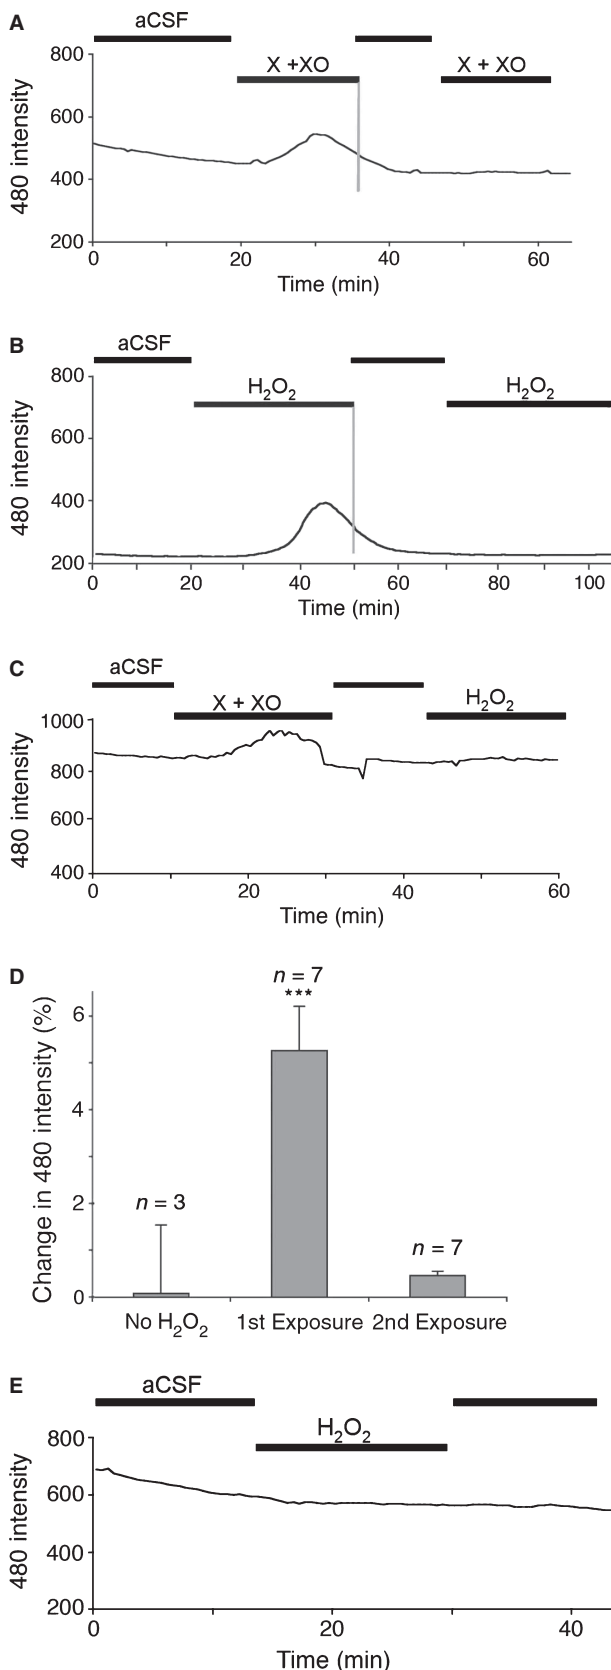 A
aCSF
X +XO
X + XO
480 intensity
800
600
400
200
0 20 40 60
Time (min)
B
aCSF
H₂O₂
H₂O₂
480 intensity
800
600
400
200
0 20 40 60 80 100
Time (min)
C
aCSF
X + XO
H₂O₂
480 intensity
1000
800
600
400
0 20 40 60
Time (min)
D
n = 7
***
n = 3
n = 7
Change in 480 intensity (%)
6
4
2
0
No H₂O₂ 1st Exposure 2nd Exposure
E
aCSF
H₂O₂
480 intensity
800
600
400
200
0 20 40
Time (min)